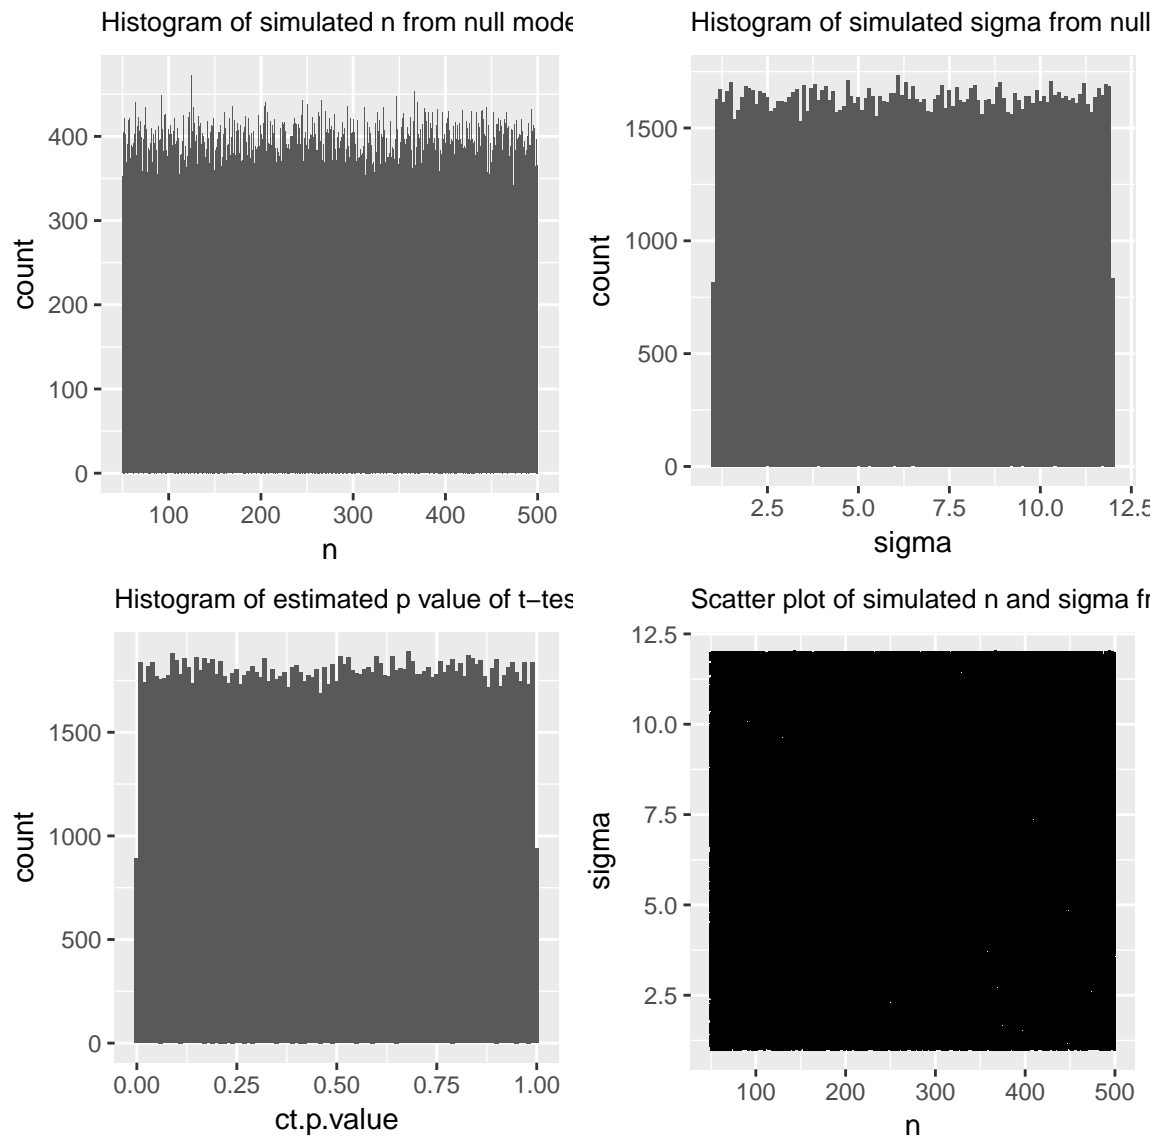 Histogram of simulated n from null mode
count
400
300
200
100
0
100 200 300 400 500
n
Histogram of simulated sigma from null
count
1500
1000
500
0
2.5 5.0 7.5 10.0 12.5
sigma
Histogram of estimated p value of t−tes
count
1500
1000
500
0
0.00 0.25 0.50 0.75 1.00
ct.p.value
Scatter plot of simulated n and sigma fr
sigma
12.5
10.0
7.5
5.0
2.5
100 200 300 400 500
n